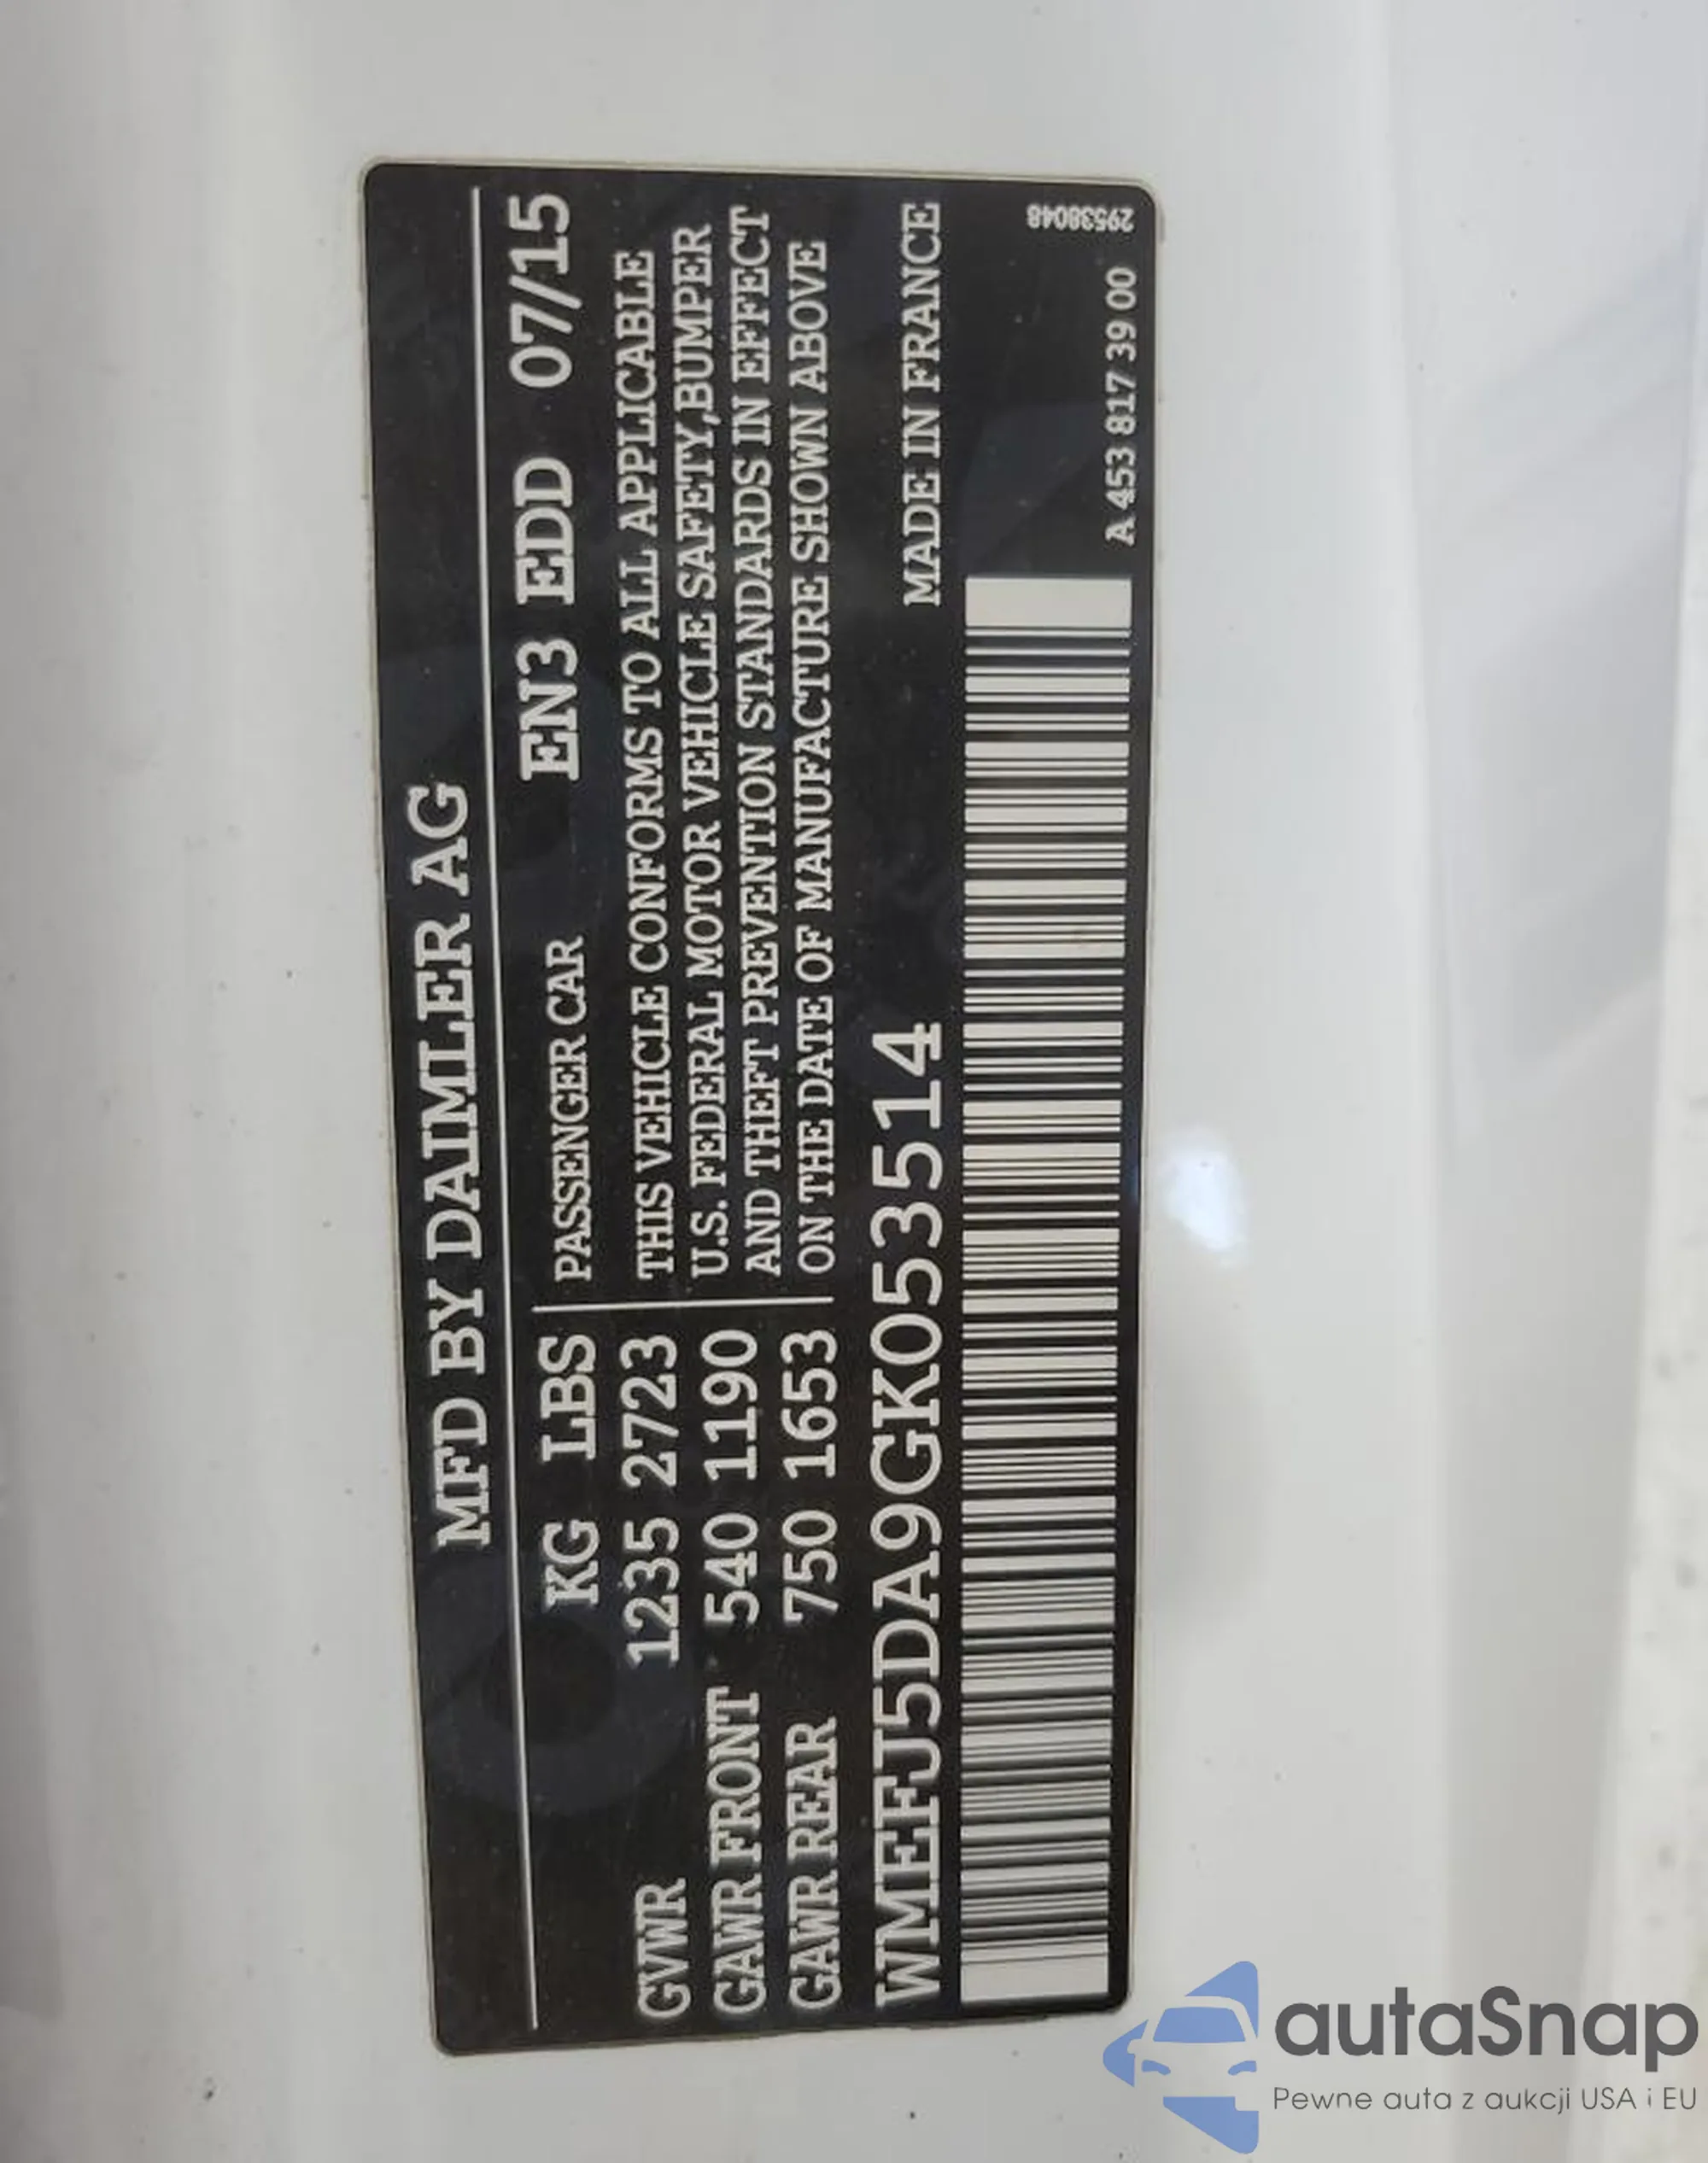 MFD BY DAIMLER AG
KG LBS
GVWR 1235 2723
GAWR FRONT 540 1190
GAWR REAR 750 1653
PASSENGER CAR EN3 EDD 07/15
THIS VEHICLE CONFORMS TO ALL APPLICABLE
U.S. FEDERAL MOTOR VEHICLE SAFETY,BUMPER
AND THEFT PREVENTION STANDARDS IN EFFECT
ON THE DATE OF MANUFACTURE SHOWN ABOVE
WMEFJ5DA9GK053514
MADE IN FRANCE
A 453 817 39 00
29538048
autaSnap
Pewne auta z aukcji USA i EU